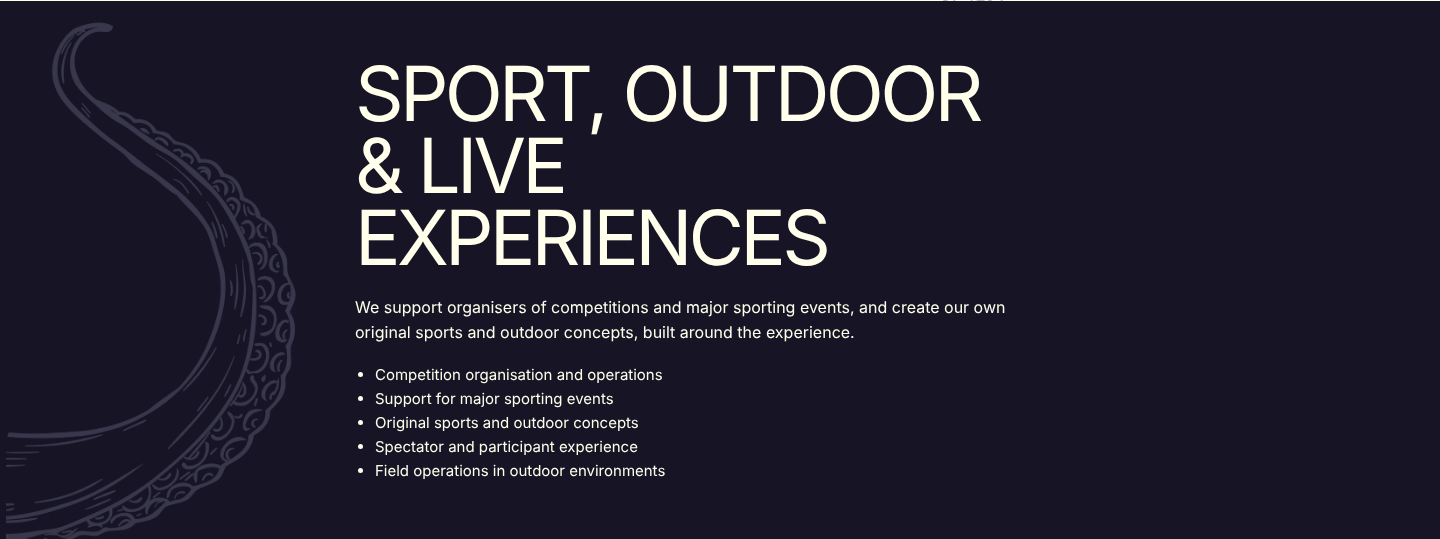 SPORT, OUTDOOR
& LIVE
EXPERIENCES
We support organisers of competitions and major sporting events, and create our own
original sports and outdoor concepts, built around the experience.
• Competition organisation and operations
• Support for major sporting events
• Original sports and outdoor concepts
• Spectator and participant experience
• Field operations in outdoor environments